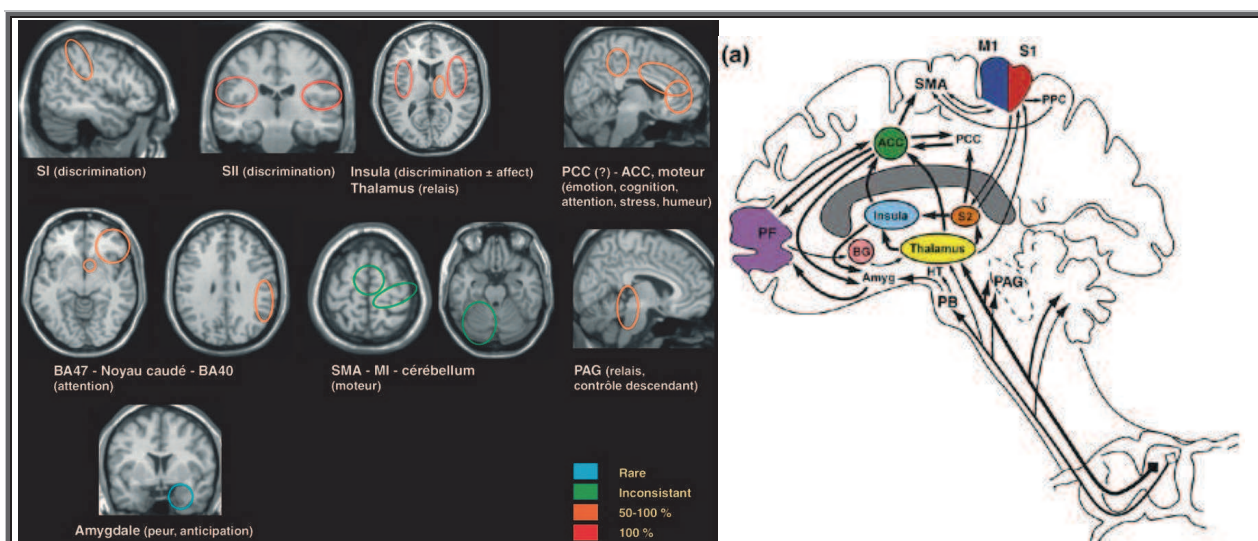 SI (discrimination)
SII (discrimination)
Insula (discrimination ± affect)
Thalamus (relais)
PCC (?) - ACC, moteur
(émotion, cognition,
attention, stress, humeur)
BA47 - Noyau caudé - BA40
(attention)
SMA - MI - cérébellum
(moteur)
PAG (relais,
contrôle descendant)
Amygdale (peur, anticipation)
Rare
Inconsistant
50-100 %
100 %
(a)
M1
S1
SMA
PPC
ACC
PCC
Insula
S2
PF
BG
Thalamus
Amyg
HT
PAG
PB